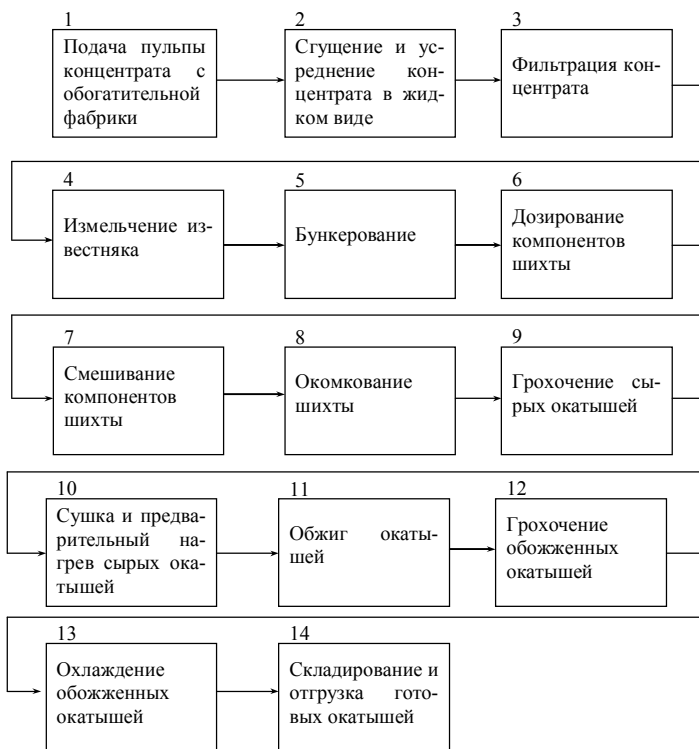 1
Подача пульпы
концентрата с
обогатительной
фабрики
2
Сгущение и ус-
реднение кон-
центрата в жид-
ком виде
3
Фильтрация кон-
центрата
4
Измельчение из-
вестняка
5
Бункерование
6
Дозирование
компонентов
шихты
7
Смешивание
компонентов
шихты
8
Окомкование
шихты
9
Грохочение сы-
рых окатышей
10
Сушка и предва-
рительный на-
грев сырых ока-
тышей
11
Обжиг окаты-
шей
12
Грохочение
обожженных
окатышей
13
Охлаждение
обожженных
окатышей
14
Складирование и
отгрузка гото-
вых окатышей